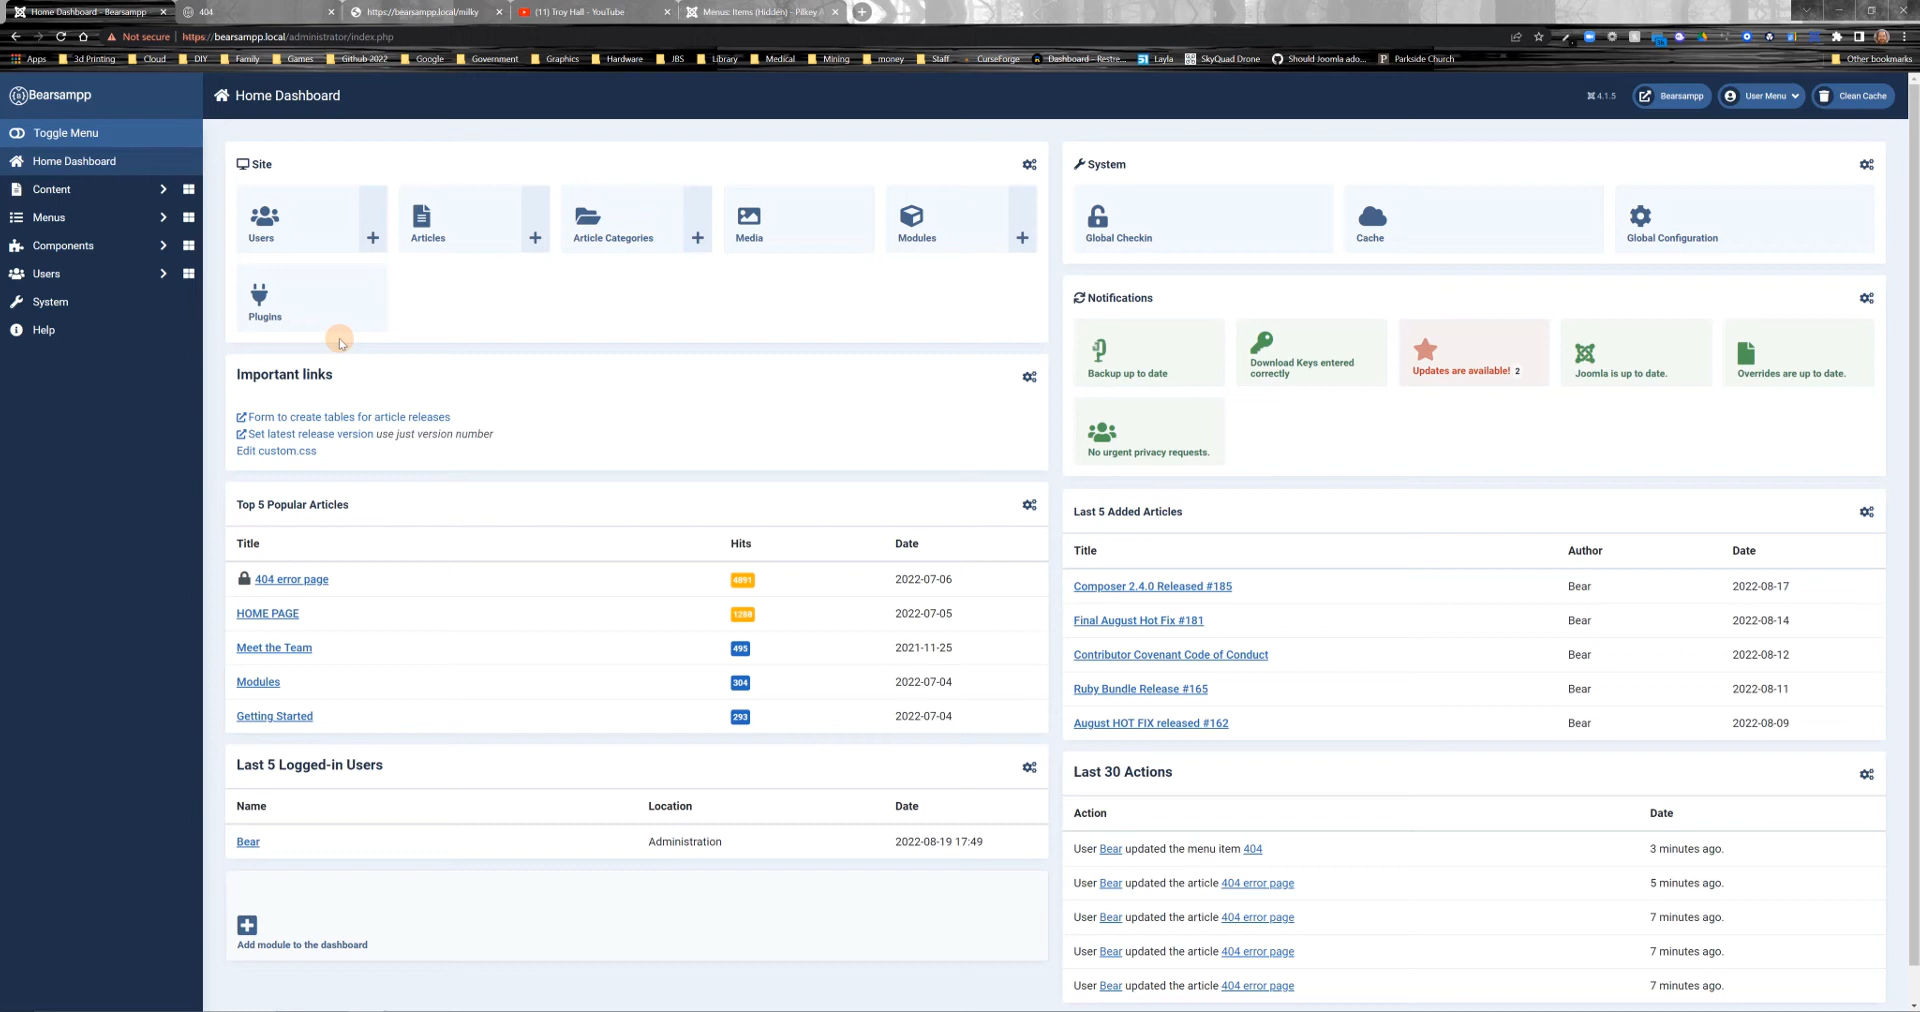 Home Dashboard - Bearsampp
404
https://bearsampp.local/milky
(11) Troy Hall - YouTube
Menus: Items (Hidden) - Pilkey A
Not secure
https://bearsampp.local/administrator/index.php
Apps
3d Printing
Cloud
DIY
Family
Games
Github 2022
Google
Government
Graphics
Hardware
JBS
Library
Medical
Mining
money
Staff
CurseForge
Dashboard - Restre...
Layla
SkyQuad Drone
Should Joomla ado...
Parkside Church
Other bookmarks
Bearsampp
Home Dashboard
4.1.5
Bearsampp
User Menu
Clean Cache
Toggle Menu
Home Dashboard
Content
Menus
Components
Users
System
Help
Site
Users
Articles
Article Categories
Media
Modules
Plugins
System
Global Checkin
Cache
Global Configuration
Notifications
Backup up to date
Download Keys entered correctly
Updates are available! 2
Joomla is up to date.
Overrides are up to date.
No urgent privacy requests.
Important links
Form to create tables for article releases
Set latest release version use just version number
Edit custom.css
Top 5 Popular Articles
Title Hits Date
404 error page 4891 2022-07-06
HOME PAGE 1288 2022-07-05
Meet the Team 495 2021-11-25
Modules 304 2022-07-04
Getting Started 293 2022-07-04
Last 5 Added Articles
Title Author Date
Composer 2.4.0 Released #185 Bear 2022-08-17
Final August Hot Fix #181 Bear 2022-08-14
Contributor Covenant Code of Conduct Bear 2022-08-12
Ruby Bundle Release #165 Bear 2022-08-11
August HOT FIX released #162 Bear 2022-08-09
Last 5 Logged-in Users
Name Location Date
Bear Administration 2022-08-19 17:49
Add module to the dashboard
Last 30 Actions
Action Date
User Bear updated the menu item 404 3 minutes ago.
User Bear updated the article 404 error page 5 minutes ago.
User Bear updated the article 404 error page 7 minutes ago.
User Bear updated the article 404 error page 7 minutes ago.
User Bear updated the article 404 error page 7 minutes ago.